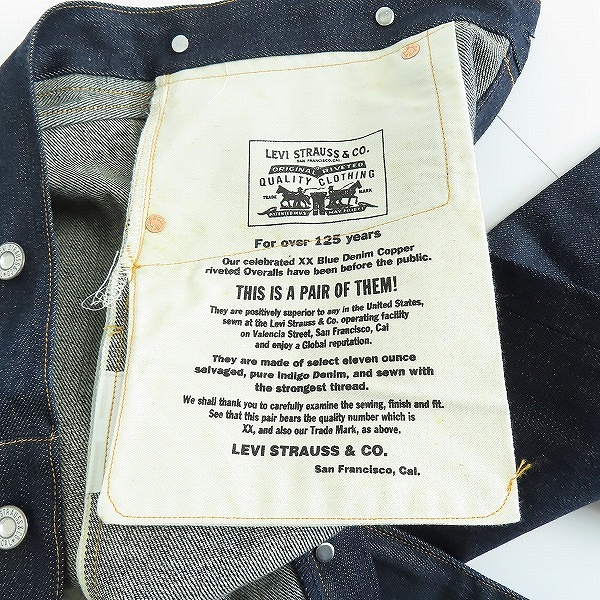 LEVI STRAUSS & CO.
SAN FRANCISCO, CAL.
ORIGINAL RIVETED
QUALITY CLOTHING
TRADE MARK
For over 125 years
Our celebrated XX Blue Denim Copper
riveted Overalls have been before the public.
THIS IS A PAIR OF THEM!
They are positively superior to any in the United States,
sewn at the Levi Strauss & Co. operating facility
on Valencia Street, San Francisco, Cal
and enjoy a Global reputation.
They are made of select eleven ounce
selvaged, pure Indigo Denim, and sewn with
the strongest thread.
We shall thank you to carefully examine the sewing, finish and fit.
See that this pair bears the quality number which is
XX, and also our Trade Mark, as above.
LEVI STRAUSS & CO.
San Francisco, Cal.